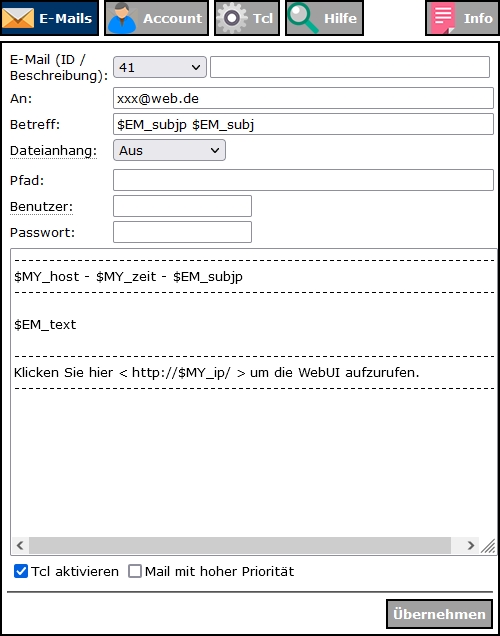 E-Mails Account Tcl Hilfe Info
E-Mail (ID /
Beschreibung): 41
An: xxx@web.de
Betreff: $EM_subjp $EM_subj
Dateianhang: Aus
Pfad:
Benutzer:
Passwort:
--------------------------------------------------------------------------------
$MY_host - $MY_zeit - $EM_subjp
--------------------------------------------------------------------------------
$EM_text
--------------------------------------------------------------------------------
Klicken Sie hier < http://$MY_ip/ > um die WebUI aufzurufen.
--------------------------------------------------------------------------------
Tcl aktivieren Mail mit hoher Priorität
Übernehmen